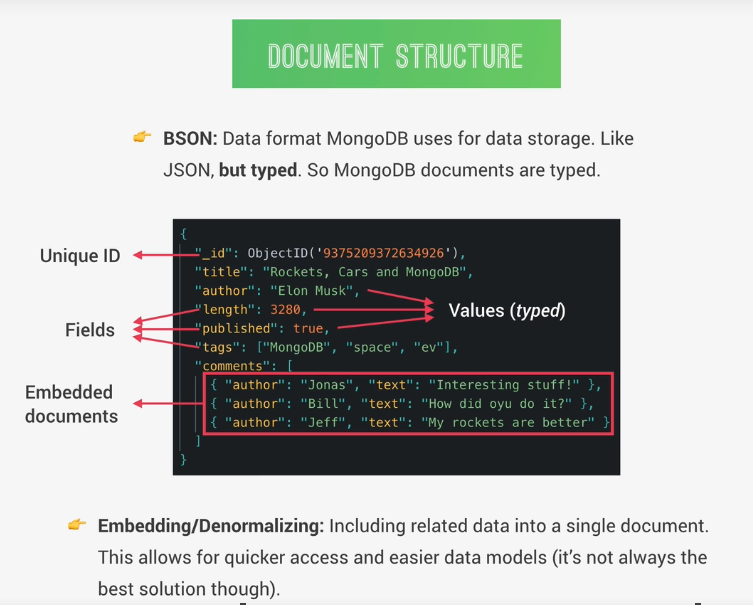 DOCUMENT STRUCTURE
BSON: Data format MongoDB uses for data storage. Like
JSON, but typed. So MongoDB documents are typed.
{
"_id": ObjectID('9375209372634926'),
"title": "Rockets, Cars and MongoDB",
"author": "Elon Musk",
"length": 3280,
"published": true,
"tags": ["MongoDB", "space", "ev"],
"comments": [
{ "author": "Jonas", "text": "Interesting stuff!" },
{ "author": "Bill", "text": "How did oyu do it?" },
{ "author": "Jeff", "text": "My rockets are better" }
]
}
Unique ID
Fields
Embedded
documents
Values (typed)
Embedding/Denormalizing: Including related data into a single document.
This allows for quicker access and easier data models (it’s not always the
best solution though).